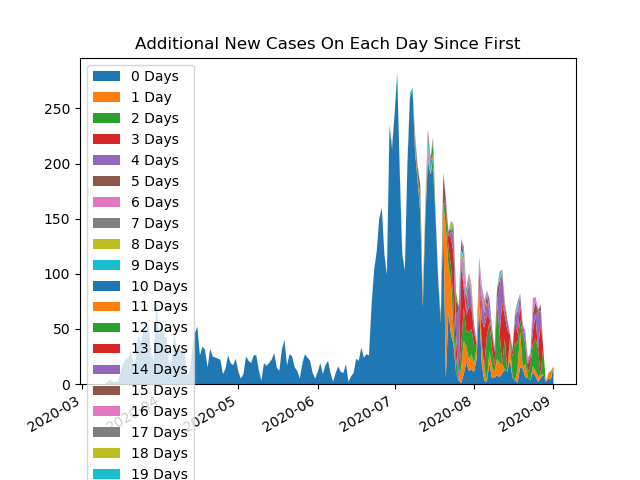 Additional New Cases On Each Day Since First
250
200
150
100
50
0
0 Days
1 Day
2 Days
3 Days
4 Days
5 Days
6 Days
7 Days
8 Days
9 Days
10 Days
11 Days
12 Days
13 Days
14 Days
15 Days
16 Days
17 Days
18 Days
19 Days
2020-03
2020-04
2020-05
2020-06
2020-07
2020-08
2020-09